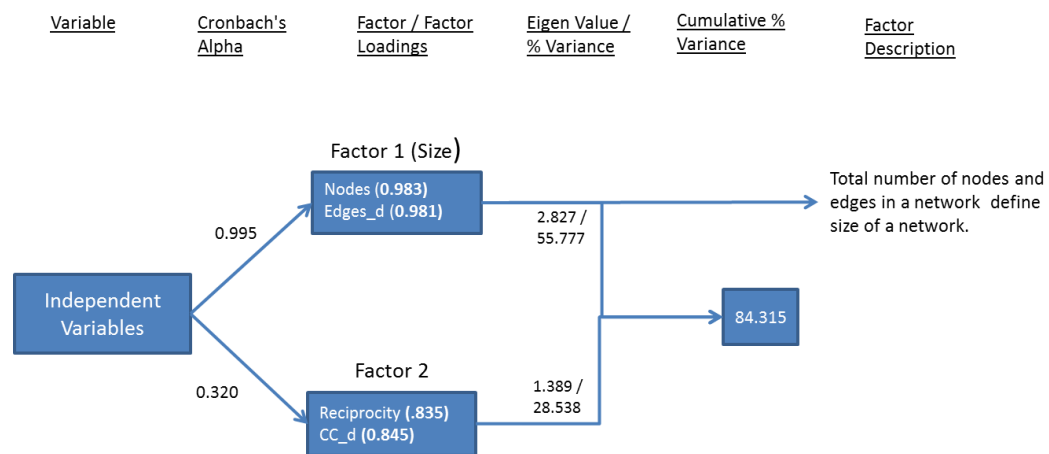 Variable
Cronbach's
Alpha
Factor / Factor
Loadings
Eigen Value /
% Variance
Cumulative %
Variance
Factor
Description
Factor 1 (Size)
Nodes (0.983)
Edges_d (0.981)
0.995
2.827 /
55.777
Total number of nodes and
edges in a network define
size of a network.
Independent
Variables
84.315
0.320
Factor 2
Reciprocity (.835)
CC_d (0.845)
1.389 /
28.538